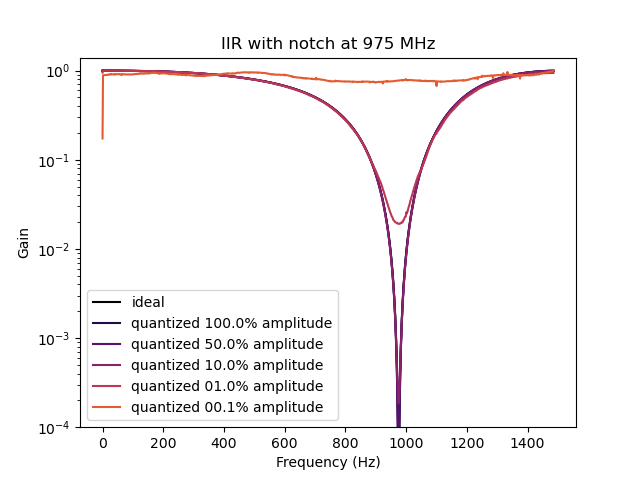 IIR with notch at 975 MHz
Gain
10^0
10^-1
10^-2
10^-3
10^-4
ideal
quantized 100.0% amplitude
quantized 50.0% amplitude
quantized 10.0% amplitude
quantized 01.0% amplitude
quantized 00.1% amplitude
0 200 400 600 800 1000 1200 1400
Frequency (Hz)